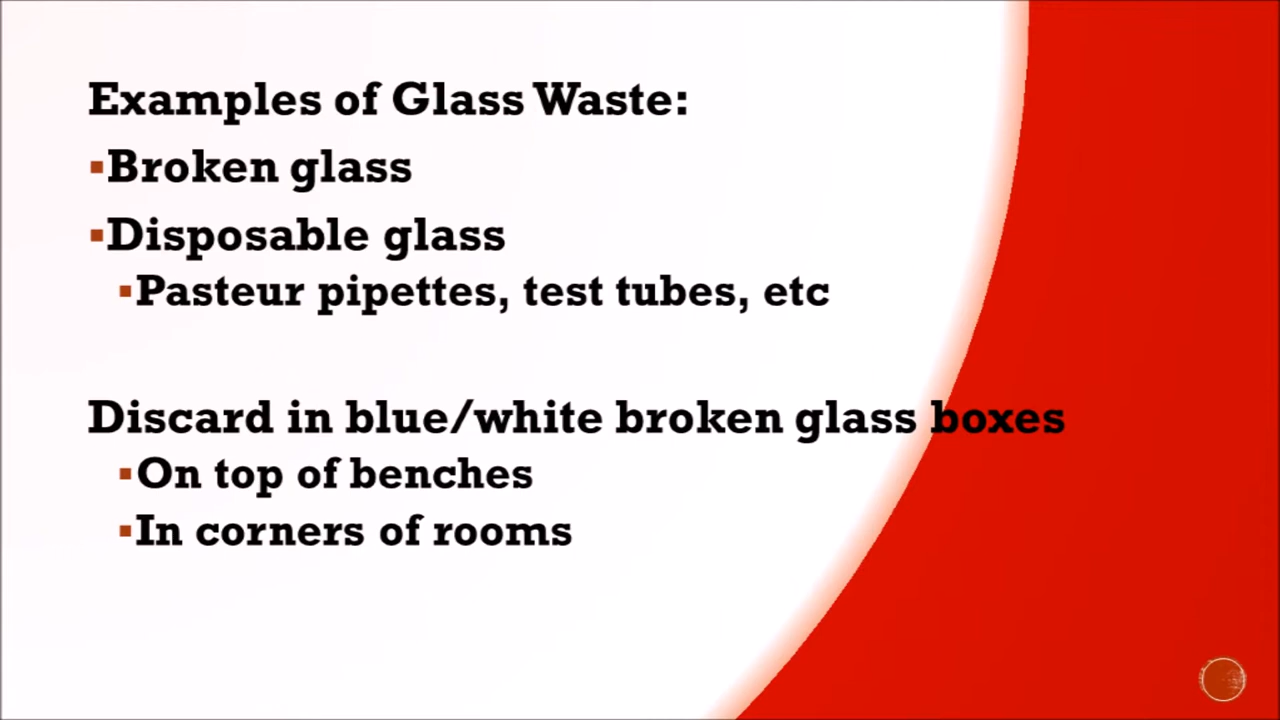 Examples of Glass Waste:
▪Broken glass
▪Disposable glass
▪Pasteur pipettes, test tubes, etc
Discard in blue/white broken glass boxes
▪On top of benches
▪In corners of rooms